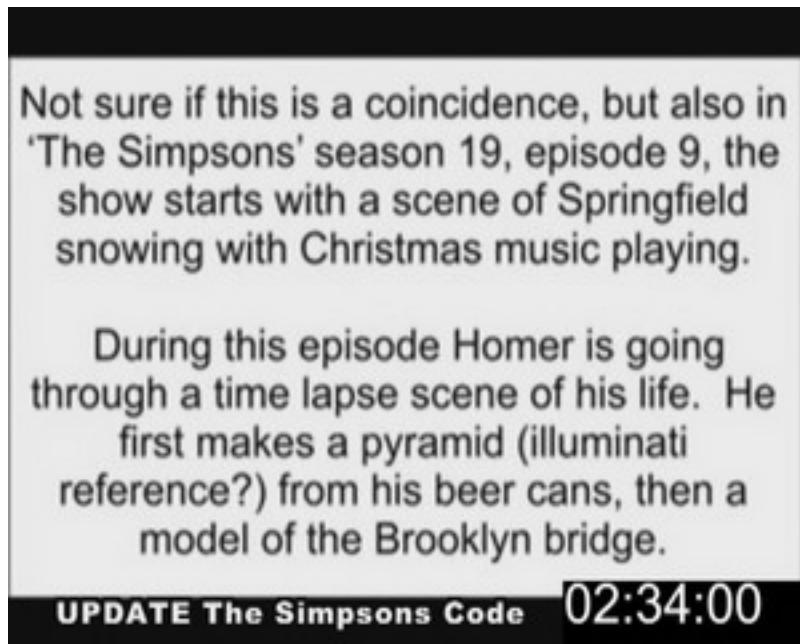 Not sure if this is a coincidence, but also in
‘The Simpsons’ season 19, episode 9, the
show starts with a scene of Springfield
snowing with Christmas music playing.
During this episode Homer is going
through a time lapse scene of his life.  He
first makes a pyramid (illuminati
reference?) from his beer cans, then a
model of the Brooklyn bridge.
UPDATE The Simpsons Code
02:34:00